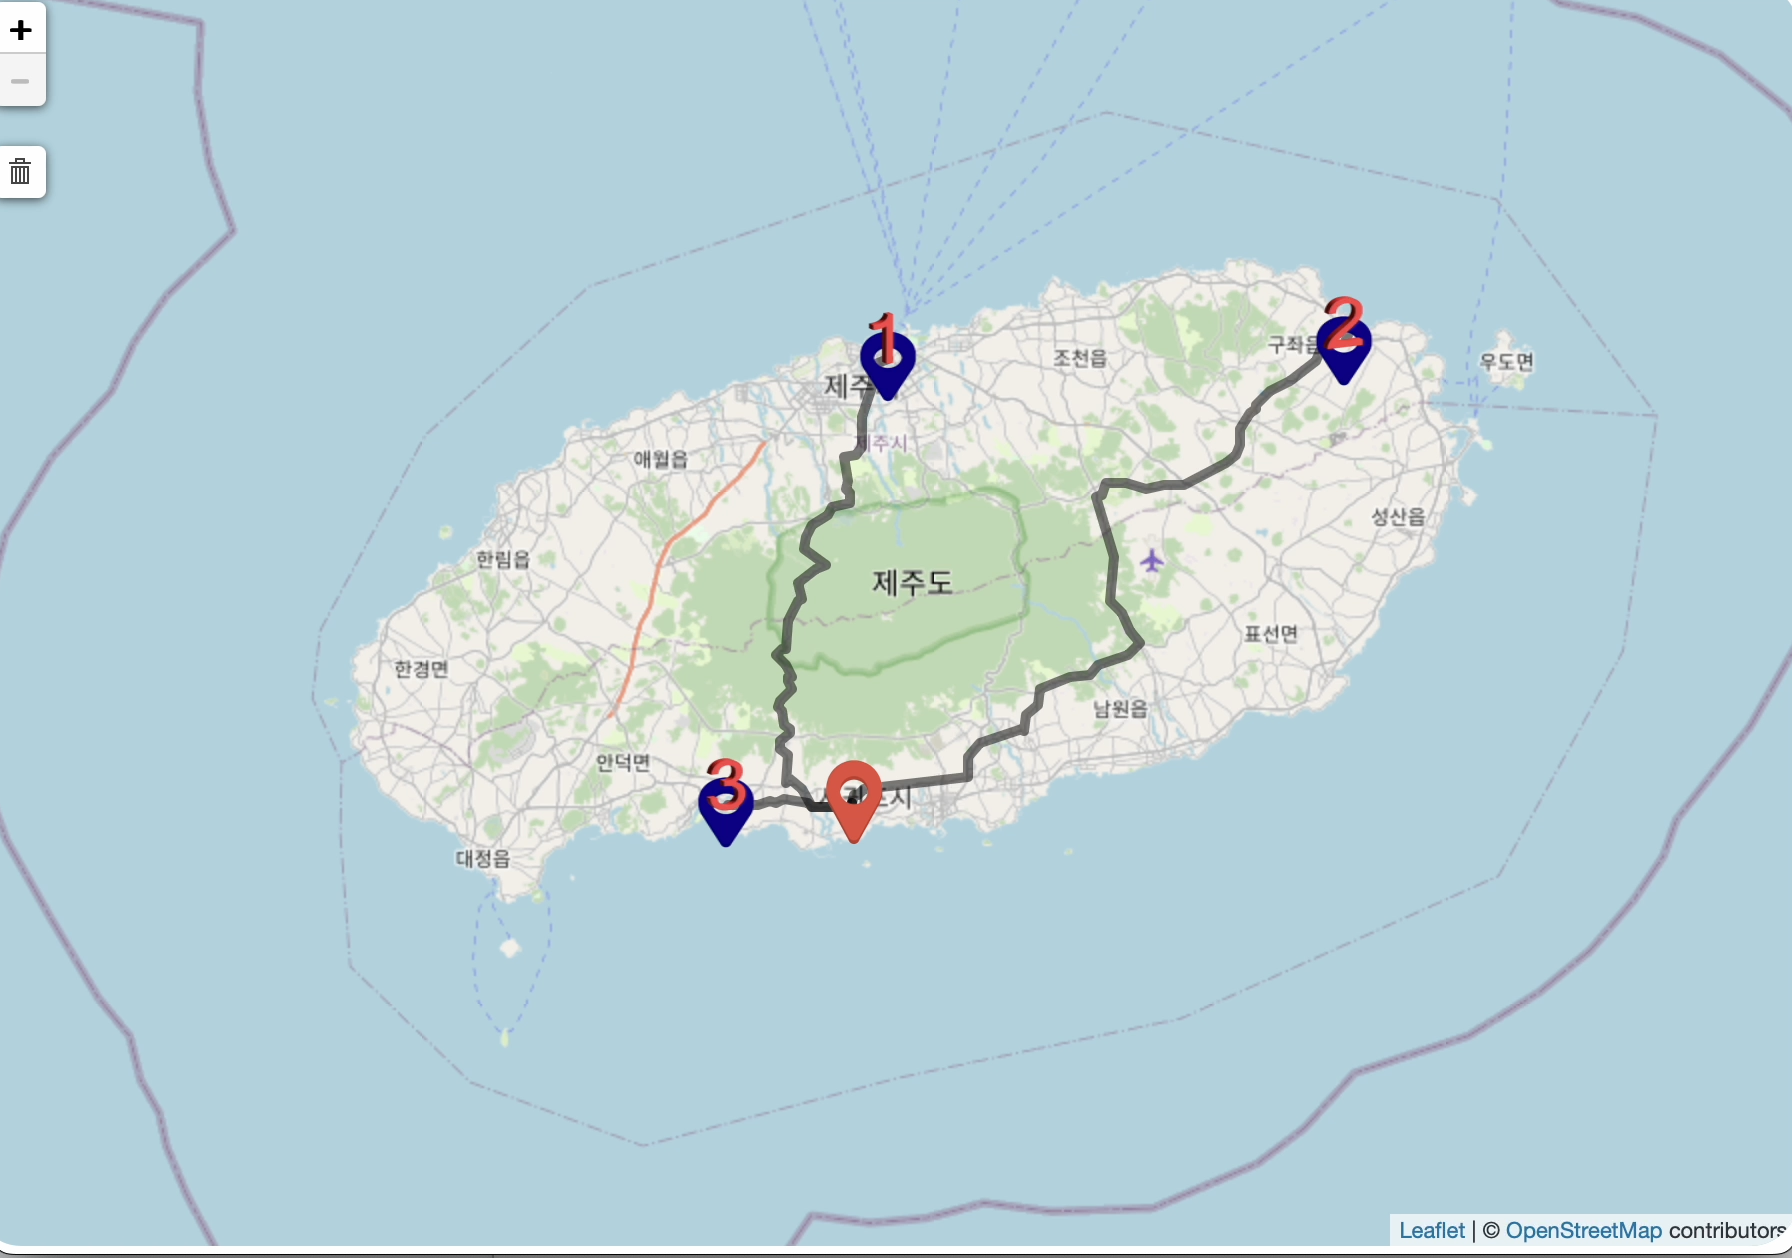 +
−
1
2
구좌읍
조천읍
우도면
제주시
제주시
애월읍
성산읍
한림읍
제주도
표선면
한경면
남원읍
안덕면
3
서귀포시
대정읍
Leaflet | © OpenStreetMap contributors